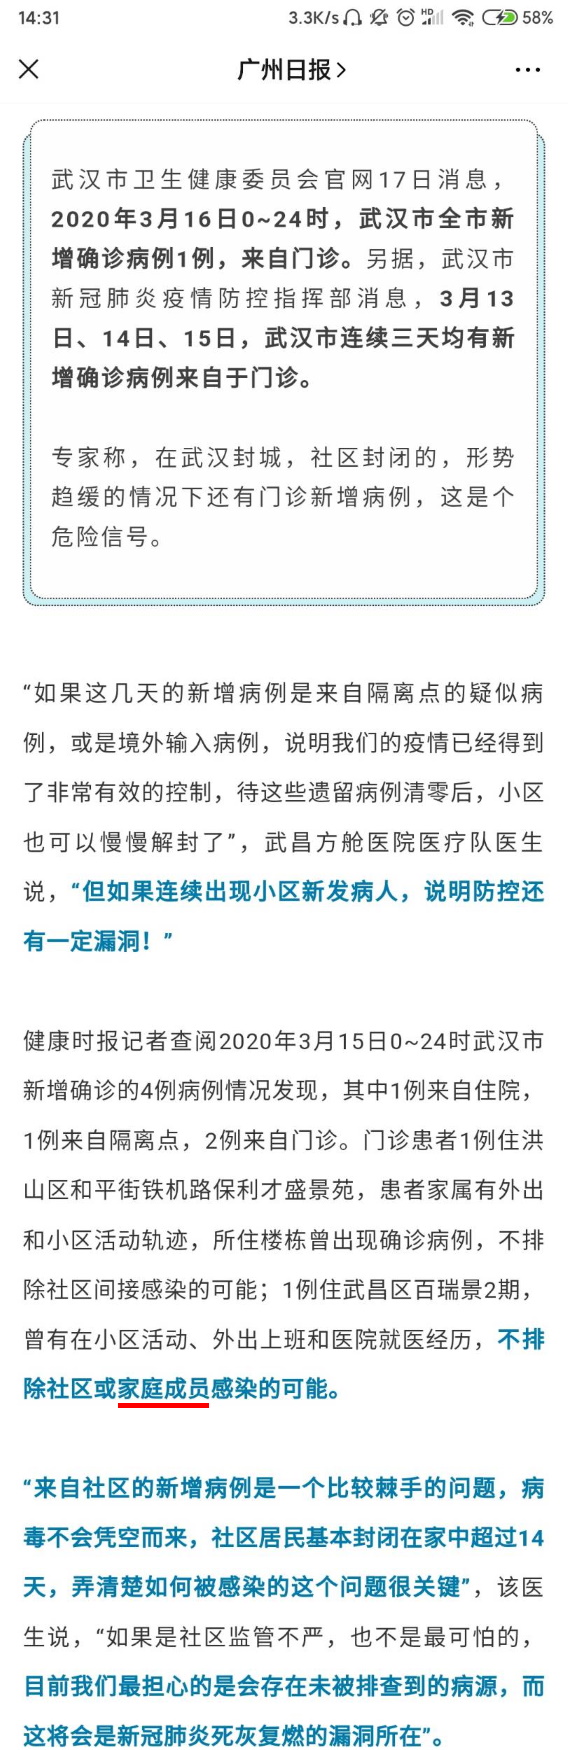 14:31
3.3K/s HD 58%
广州日报
武汉市卫生健康委员会官网17日消息，
2020年3月16日0~24时，武汉市全市新
增确诊病例1例，来自门诊。另据，武汉市
新冠肺炎疫情防控指挥部消息，3月13
日、14日、15日，武汉市连续三天均有新
增确诊病例来自于门诊。
专家称，在武汉封城，社区封闭的，形势
趋缓的情况下还有门诊新增病例，这是个
危险信号。
“如果这几天的新增病例是来自隔离点的疑似病
例，或是境外输入病例，说明我们的疫情已经得到
了非常有效的控制，待这些遗留病例清零后，小区
也可以慢慢解封了”，武昌方舱医院医疗队医生
说，“但如果连续出现小区新发病人，说明防控还
有一定漏洞！”
健康时报记者查阅2020年3月15日0~24时武汉市
新增确诊的4例病例情况发现，其中1例来自住院，
1例来自隔离点，2例来自门诊。门诊患者1例住洪
山区和平街铁机路保利才盛景苑，患者家属有外出
和小区活动轨迹，所住楼栋曾出现确诊病例，不排
除社区间接感染的可能；1例住武昌区百瑞景2期，
曾有在小区活动、外出上班和医院就医经历，不排
除社区或家庭成员感染的可能。
“来自社区的新增病例是一个比较棘手的问题，病
毒不会凭空而来，社区居民基本封闭在家中超过14
天，弄清楚如何被感染的这个问题很关键”，该医
生说，“如果是社区监管不严，也不是最可怕的，
目前我们最担心的是会存在未被排查到的病源，而
这将会是新冠肺炎死灰复燃的漏洞所在”。